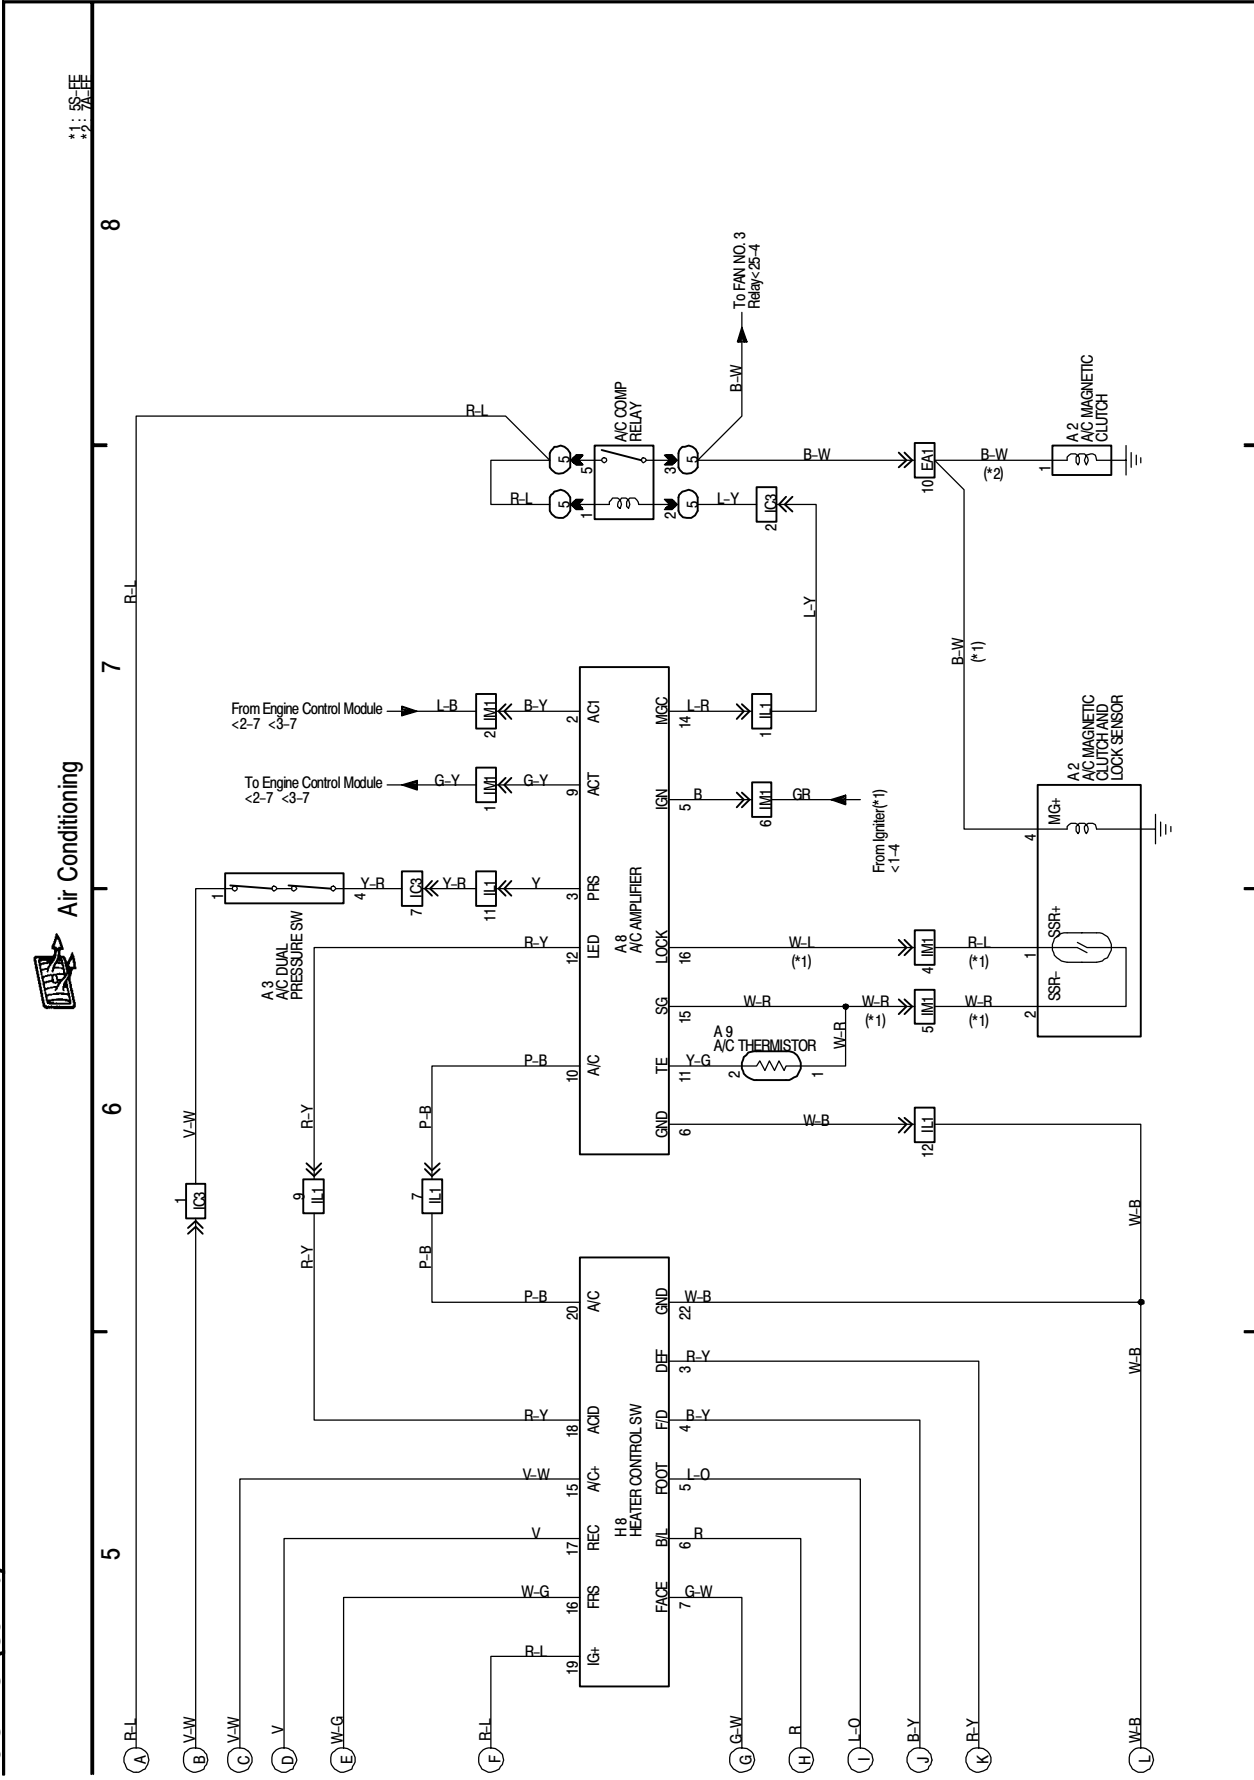 Air Conditioning
*1 : 5S-FE
*2 : 7A-FE
5
6
7
8
A
R-L
R-L
R-L
B
V-W
1
IC3
V-W
1
A 3
A/C DUAL
PRESSURE SW
4
Y-R
7
IC3
Y-R
11
IL1
Y
C
V-W
V-W
D
V
V
E
W-G
W-G
F
R-L
R-L
R-Y
R-Y
9
IL1
R-Y
R-Y
P-B
P-B
7
IL1
P-B
P-B
To Engine Control Module
<2-7 <3-7
G-Y
1
IM1
G-Y
From Engine Control Module
<2-7 <3-7
L-B
2
IM1
B-Y
19
IG+
16
FRS
17
REC
15
A/C+
18
ACID
20
A/C
H 8
HEATER CONTROL SW
FACE
7
G-W
B/L
6
R
FOOT
5
L-O
F/D
4
B-Y
DEF
3
R-Y
GND
22
W-B
10
A/C
12
LED
3
PRS
9
ACT
2
AC1
A 8
A/C AMPLIFIER
GND
6
TE
11
SG
15
LOCK
16
IGN
5
MGC
14
W-B
12
IL1
W-B
W-B
Y-G
A 9
A/C THERMISTOR
2
1
W-R
W-R
W-R
(*1)
5
IM1
W-R
(*1)
W-L
(*1)
4
IM1
R-L
(*1)
B
6
IM1
GR
From Igniter(*1)
<1-4
L-R
1
IL1
L-Y
R-L
5
5
1
5
A/C COMP
RELAY
2
3
5
5
L-Y
2
IC3
B-W
To FAN NO. 3
Relay<25-4
B-W
10
EA1
B-W
(*2)
B-W
(*1)
1
A 2
A/C MAGNETIC
CLUTCH
A 2
A/C MAGNETIC
CLUTCH AND
LOCK SENSOR
2
SSR-
1
SSR+
4
MG+
G
G-W
H
R
I
L-O
J
B-Y
K
R-Y
L
W-B